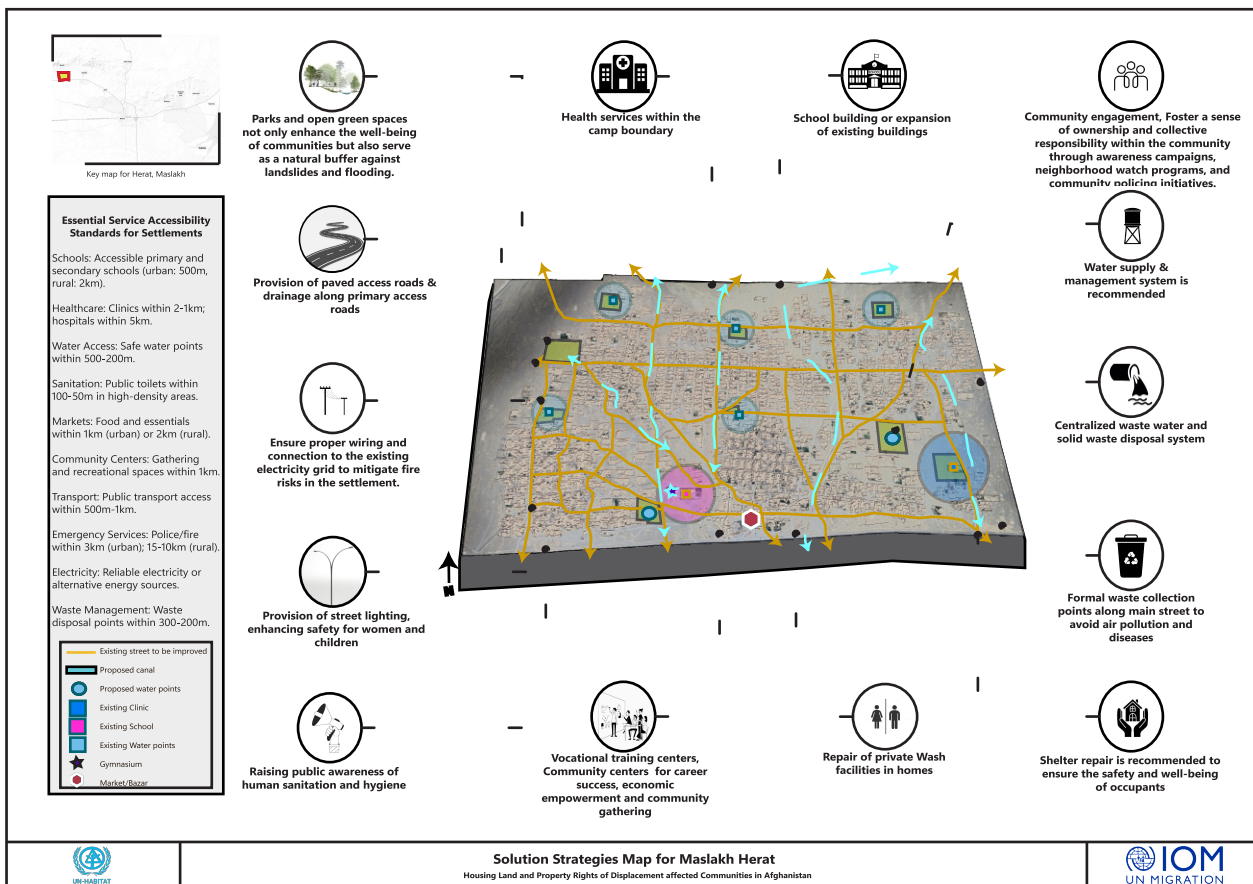 Key map for Herat, Maslakh
Essential Service Accessibility
Standards for Settlements
Schools: Accessible primary and
secondary schools (urban: 500m,
rural: 2km).
Healthcare: Clinics within 2-1km;
hospitals within 5km.
Water Access: Safe water points
within 500-200m.
Sanitation: Public toilets within
100-50m in high-density areas.
Markets: Food and essentials
within 1km (urban) or 2km (rural).
Community Centers: Gathering
and recreational spaces within 1km.
Transport: Public transport access
within 500m-1km.
Emergency Services: Police/fire
within 3km (urban); 15-10km (rural).
Electricity: Reliable electricity or
alternative energy sources.
Waste Management: Waste
disposal points within 300-200m.
Existing street to be improved
Proposed canal
Proposed water points
Existing Clinic
Existing School
Existing Water points
Gymnasium
Market/Bazar
Parks and open green spaces
not only enhance the well-being
of communities but also serve
as a natural buffer against
landslides and flooding.
Health services within the
camp boundary
School building or expansion
of existing buildings
Community engagement, Foster a sense
of ownership and collective
responsibility within the community
through awareness campaigns,
neighborhood watch programs, and
community policing initiatives.
Provision of paved access roads &
drainage along primary access
roads
Water supply &
management system is
recommended
Ensure proper wiring and
connection to the existing
electricity grid to mitigate fire
risks in the settlement.
Centralized waste water and
solid waste disposal system
N
Provision of street lighting,
enhancing safety for women and
children
Formal waste collection
points along main street to
avoid air pollution and
diseases
Raising public awareness of
human sanitation and hygiene
Vocational training centers,
Community centers for career
success, economic
empowerment and community
gathering
Repair of private Wash
facilities in homes
Shelter repair is recommended to
ensure the safety and well-being
of occupants
UN-HABITAT
Solution Strategies Map for Maslakh Herat
Housing Land and Property Rights of Displacement affected Communities in Afghanistan
IOM
UN MIGRATION